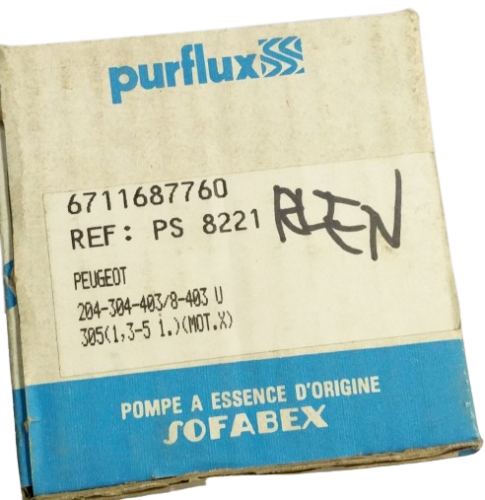 purflux
6711687760
REF: PS 8221
PEUGEOT
204-304-403/8-403 U
305(1,3-5 i.)(MOT.X)
POMPE A ESSENCE D'ORIGINE
SOFABEX